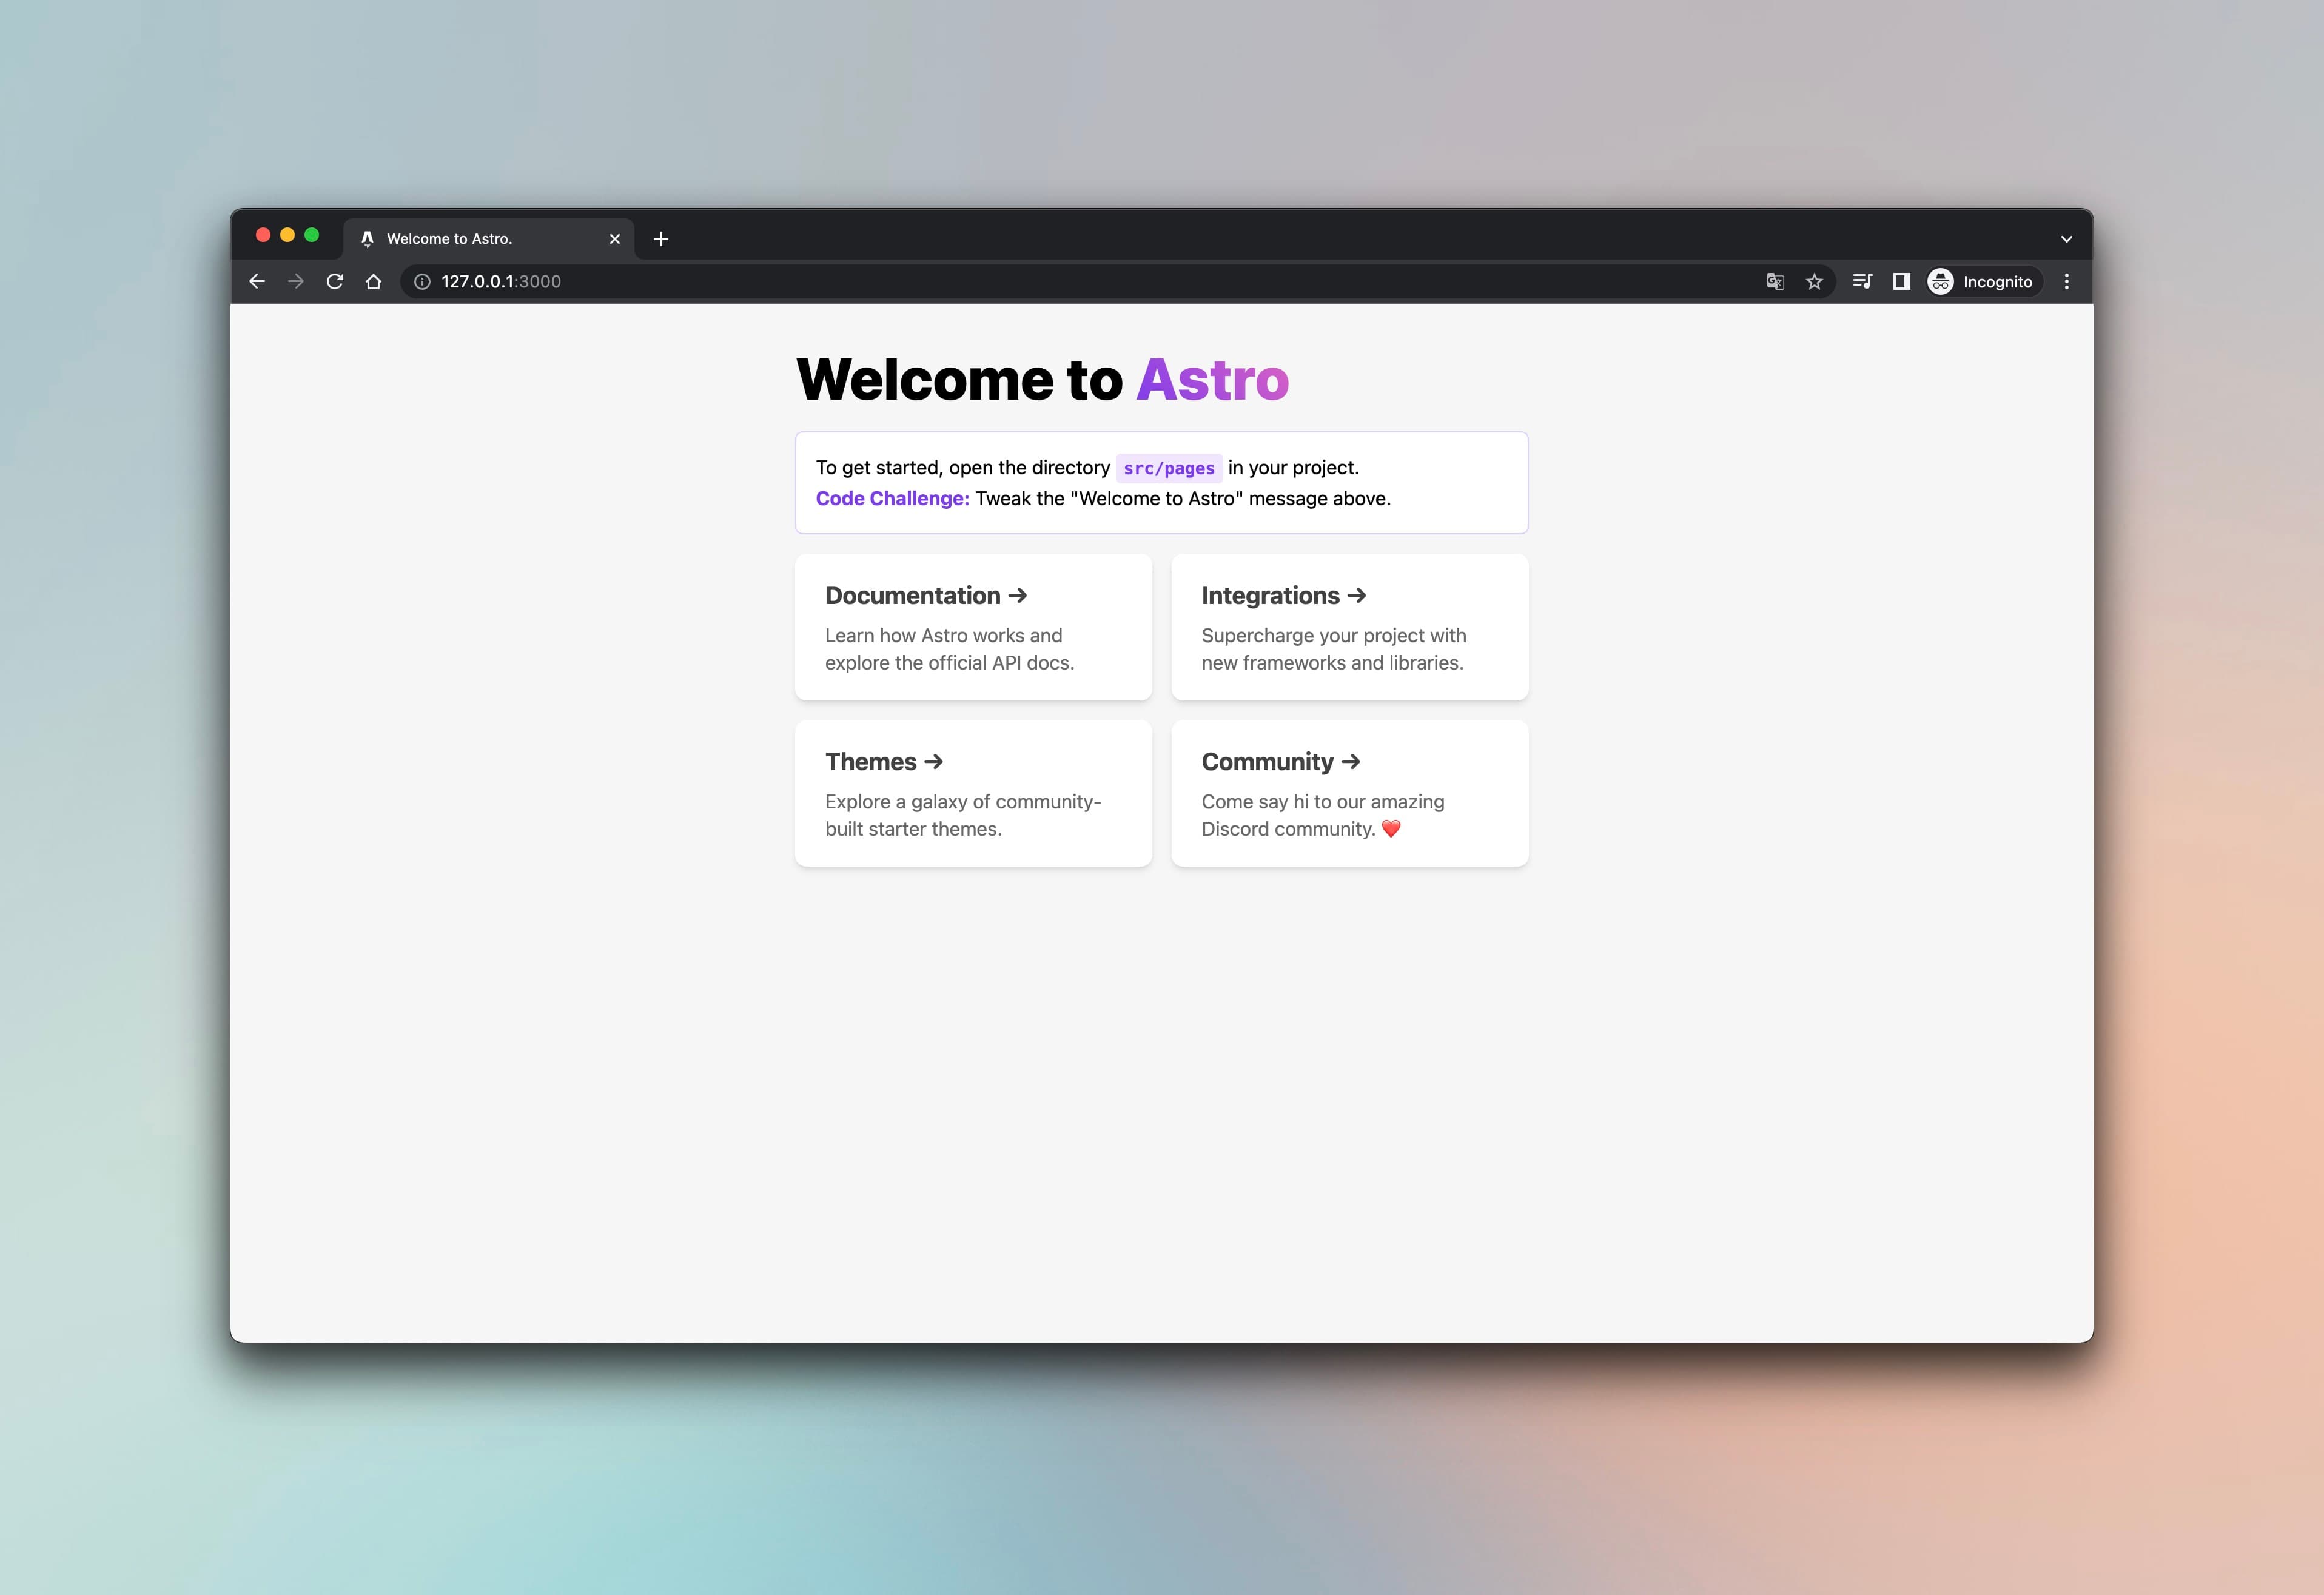 Welcome to Astro.
127.0.0.1:3000
Incognito
Welcome to Astro
To get started, open the directory src/pages in your project.
Code Challenge: Tweak the "Welcome to Astro" message above.
Documentation →
Learn how Astro works and
explore the official API docs.
Integrations →
Supercharge your project with
new frameworks and libraries.
Themes →
Explore a galaxy of community-
built starter themes.
Community →
Come say hi to our amazing
Discord community. ❤️